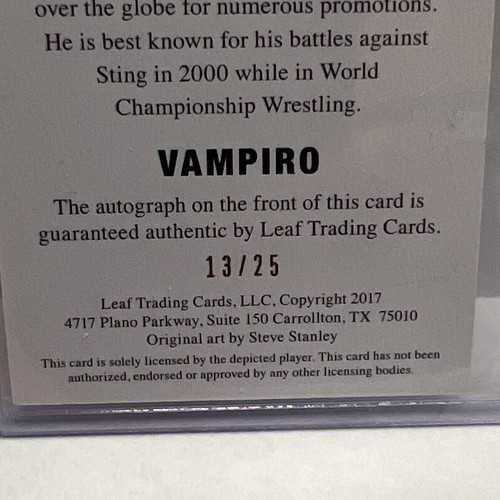 over the globe for numerous promotions.
He is best known for his battles against
Sting in 2000 while in World
Championship Wrestling.
VAMPIRO
The autograph on the front of this card is
guaranteed authentic by Leaf Trading Cards.
13/25
Leaf Trading Cards, LLC, Copyright 2017
4717 Plano Parkway, Suite 150 Carrollton, TX 75010
Original art by Steve Stanley
This card is solely licensed by the depicted player. This card has not been
authorized, endorsed or approved by any other licensing bodies.